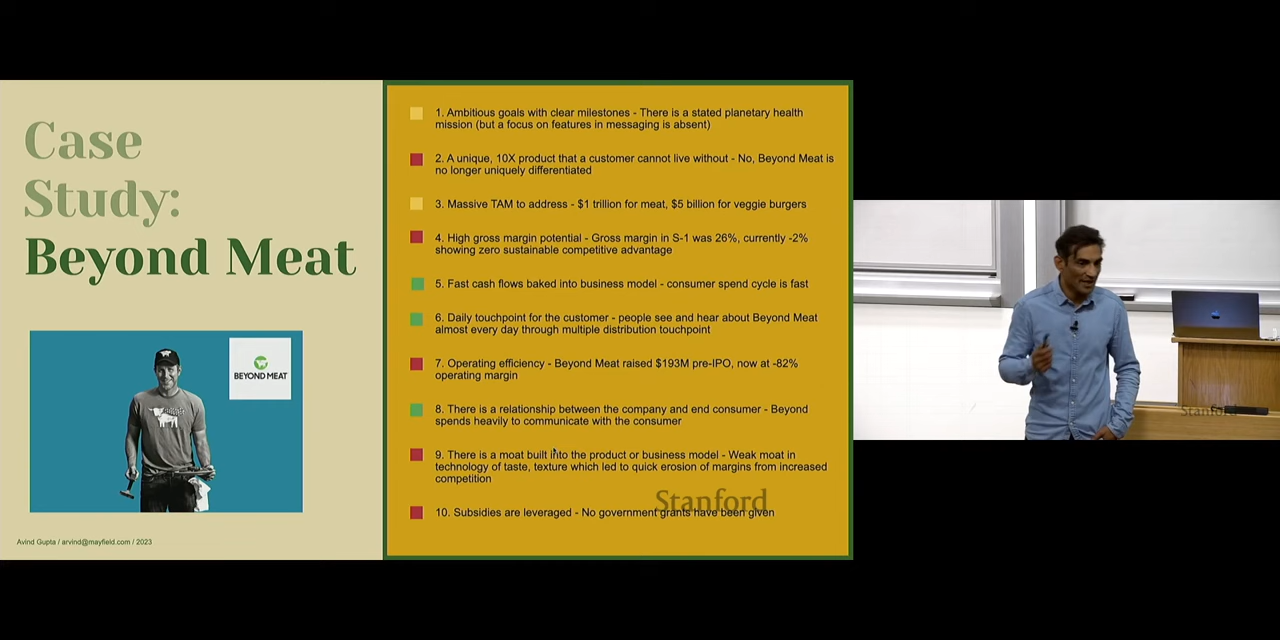 Case
Study:
Beyond Meat
BEYOND MEAT
Avind Gupta / arvind@mayfield.com / 2023
1. Ambitious goals with clear milestones - There is a stated planetary health
mission (but a focus on features in messaging is absent)
2. A unique, 10X product that a customer cannot live without - No, Beyond Meat is
no longer uniquely differentiated
3. Massive TAM to address - $1 trillion for meat, $5 billion for veggie burgers
4. High gross margin potential - Gross margin in S-1 was 26%, currently -2%
showing zero sustainable competitive advantage
5. Fast cash flows baked into business model - consumer spend cycle is fast
6. Daily touchpoint for the customer - people see and hear about Beyond Meat
almost every day through multiple distribution touchpoint
7. Operating efficiency - Beyond Meat raised $193M pre-IPO, now at -82%
operating margin
8. There is a relationship between the company and end consumer - Beyond
spends heavily to communicate with the consumer
9. There is a moat built into the product or business model - Weak moat in
technology of taste, texture which led to quick erosion of margins from increased
competition
10. Subsidies are leveraged - No government grants have been given
Stanford
Stanford